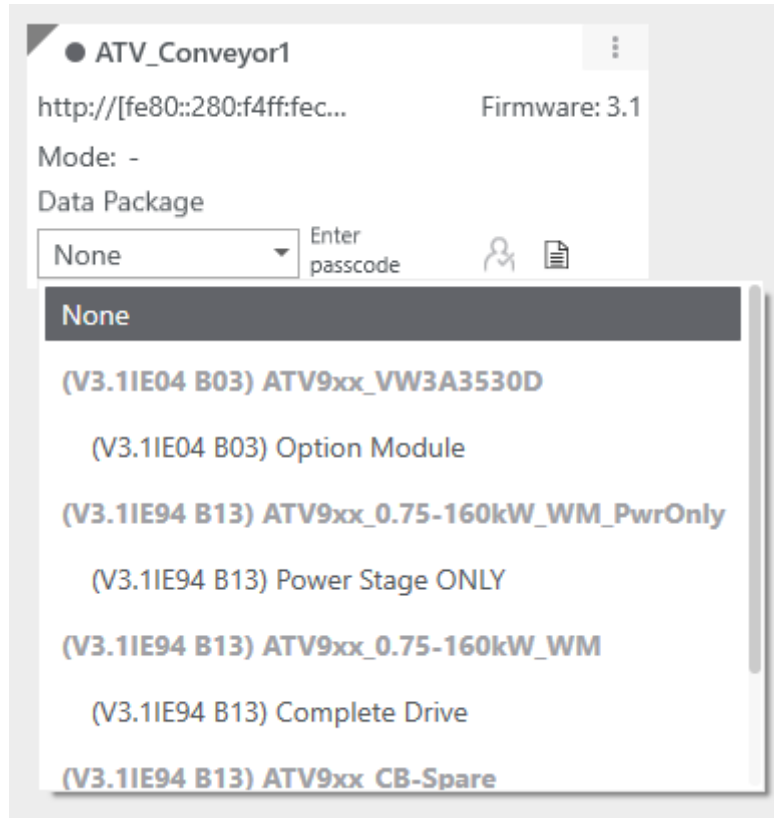 ATV_Conveyor1
http://[fe80::280:f4ff:fec... Firmware: 3.1
Mode: -
Data Package
None Enter passcode
None
(V3.1IE04 B03) ATV9xx_VW3A3530D
(V3.1IE04 B03) Option Module
(V3.1IE94 B13) ATV9xx_0.75-160kW_WM_PwrOnly
(V3.1IE94 B13) Power Stage ONLY
(V3.1IE94 B13) ATV9xx_0.75-160kW_WM
(V3.1IE94 B13) Complete Drive
(V3.1IE94 B13) ATV9xx_CB-Spare